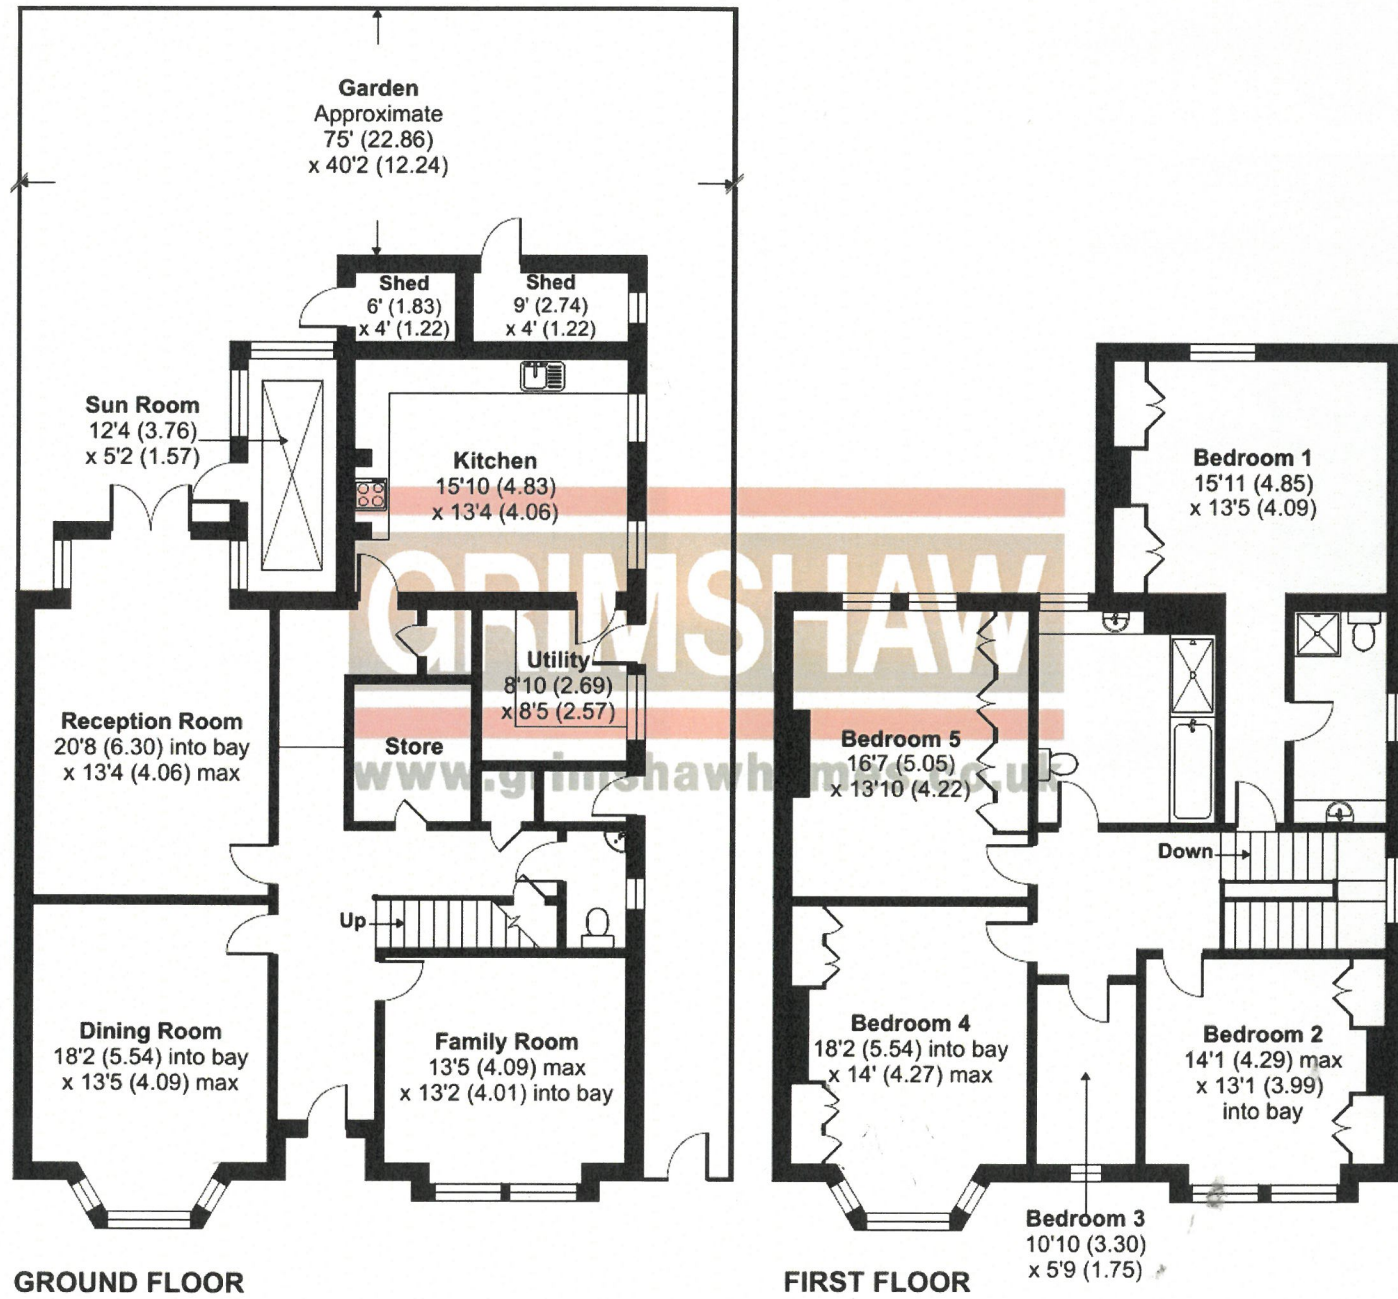 Garden
Approximate
75' (22.86)
x 40'2 (12.24)
Shed
6' (1.83)
x 4' (1.22)
Shed
9' (2.74)
x 4' (1.22)
Sun Room
12'4 (3.76)
x 5'2 (1.57)
Kitchen
15'10 (4.83)
x 13'4 (4.06)
Bedroom 1
15'11 (4.85)
x 13'5 (4.09)
GRIMSHAW
www.grimshawhomes.co.uk
Utility
8'10 (2.69)
x 8'5 (2.57)
Reception Room
20'8 (6.30) into bay
x 13'4 (4.06) max
Store
Bedroom 5
16'7 (5.05)
x 13'10 (4.22)
Down
Up
Dining Room
18'2 (5.54) into bay
x 13'5 (4.09) max
Family Room
13'5 (4.09) max
x 13'2 (4.01) into bay
Bedroom 4
18'2 (5.54) into bay
x 14' (4.27) max
Bedroom 2
14'1 (4.29) max
x 13'1 (3.99)
into bay
Bedroom 3
10'10 (3.30)
x 5'9 (1.75)
GROUND FLOOR
FIRST FLOOR